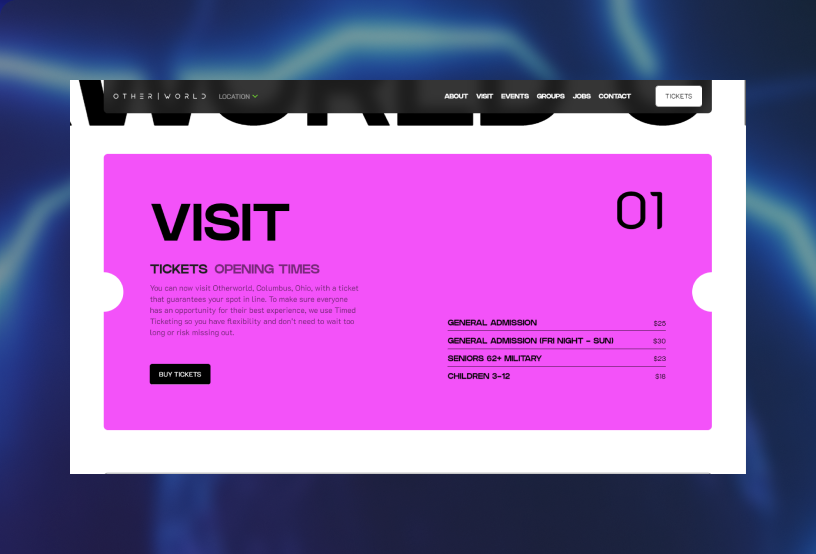 WORLD O
OTHER|WORLD LOCATION ABOUT VISIT EVENTS GROUPS JOBS CONTACT TICKETS
VISIT
01
TICKETS OPENING TIMES
You can now visit Otherworld, Columbus, Ohio, with a ticket
that guarantees your spot in line. To make sure everyone
has an opportunity for their best experience, we use Timed
Ticketing so you have flexibility and don't need to wait too
long or risk missing out.
BUY TICKETS
GENERAL ADMISSION $25
GENERAL ADMISSION (FRI NIGHT – SUN) $30
SENIORS 62+ MILITARY $23
CHILDREN 3–12 $18